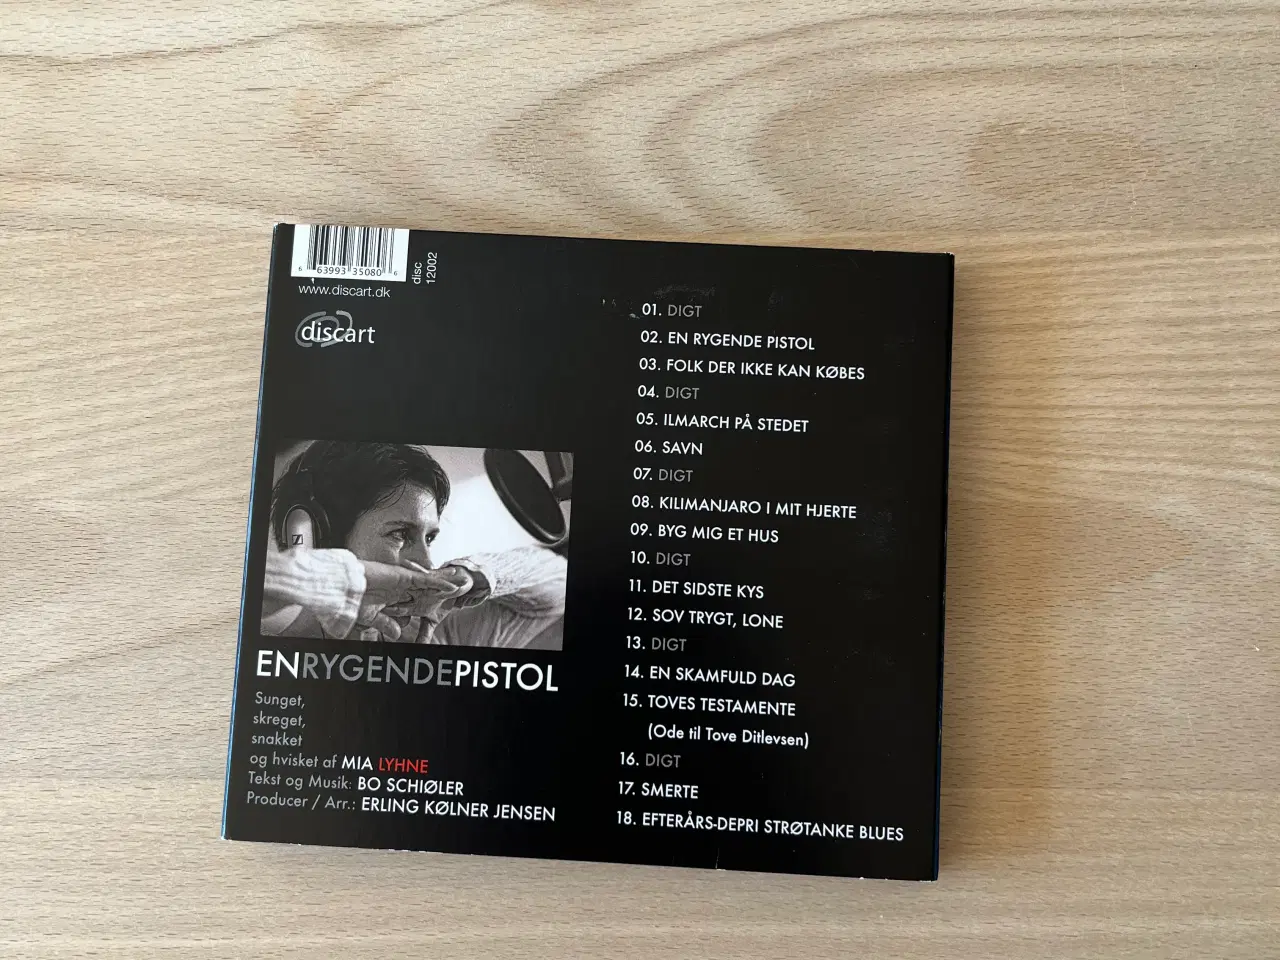 6 63993 35080 6
disc
12002
www.discart.dk
discart
01. DIGT
02. EN RYGENDE PISTOL
03. FOLK DER IKKE KAN KØBES
04. DIGT
05. ILMARCH PÅ STEDET
06. SAVN
07. DIGT
08. KILIMANJARO I MIT HJERTE
09. BYG MIG ET HUS
10. DIGT
11. DET SIDSTE KYS
12. SOV TRYGT, LONE
13. DIGT
14. EN SKAMFULD DAG
15. TOVES TESTAMENTE
(Ode til Tove Ditlevsen)
16. DIGT
17. SMERTE
18. EFTERÅRS-DEPRI STRØTANKE BLUES
ENRYGENDEPISTOL
Sunget,
skreget,
snakket
og hvisket af MIA LYHNE
Tekst og Musik: BO SCHIØLER
Producer / Arr.: ERLING KØLNER JENSEN